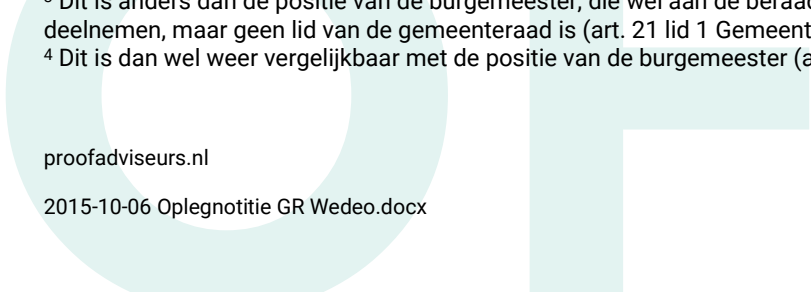 ³ Dit is anders dan de positie van de burgemeester, die wel aan de beraad
deelnemen, maar geen lid van de gemeenteraad is (art. 21 lid 1 Gemeent
⁴ Dit is dan wel weer vergelijkbaar met de positie van de burgemeester (a
proofadviseurs.nl
2015-10-06 Oplegnotitie GR Wedeo.docx